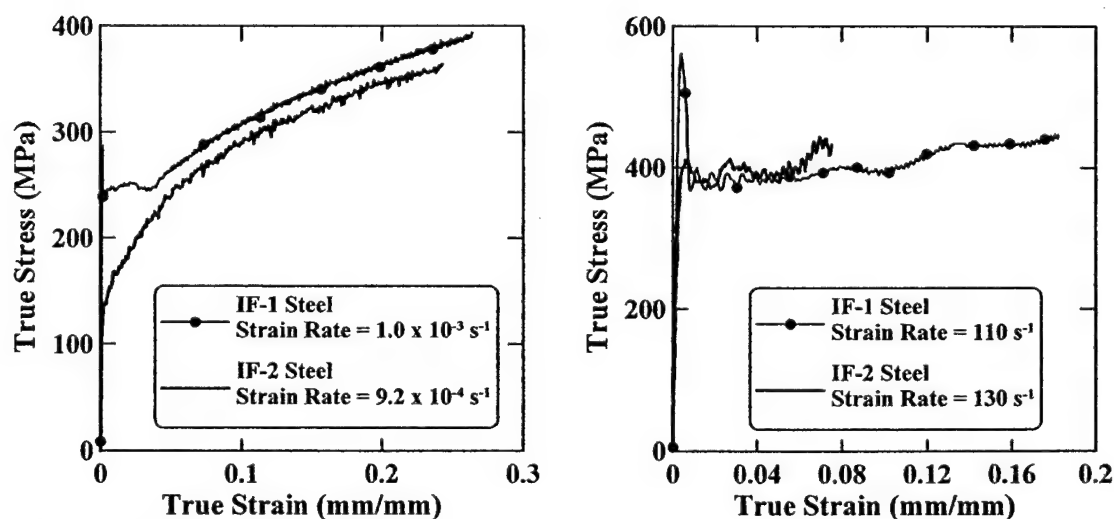 400
300
200
100
0
True Stress (MPa)
IF-1 Steel
Strain Rate = 1.0 x 10-3 s-1
IF-2 Steel
Strain Rate = 9.2 x 10-4 s-1
0
0.1
0.2
0.3
True Strain (mm/mm)
600
400
200
0
True Stress (MPa)
IF-1 Steel
Strain Rate = 110 s-1
IF-2 Steel
Strain Rate = 130 s-1
0
0.04
0.08
0.12
0.16
0.2
True Strain (mm/mm)